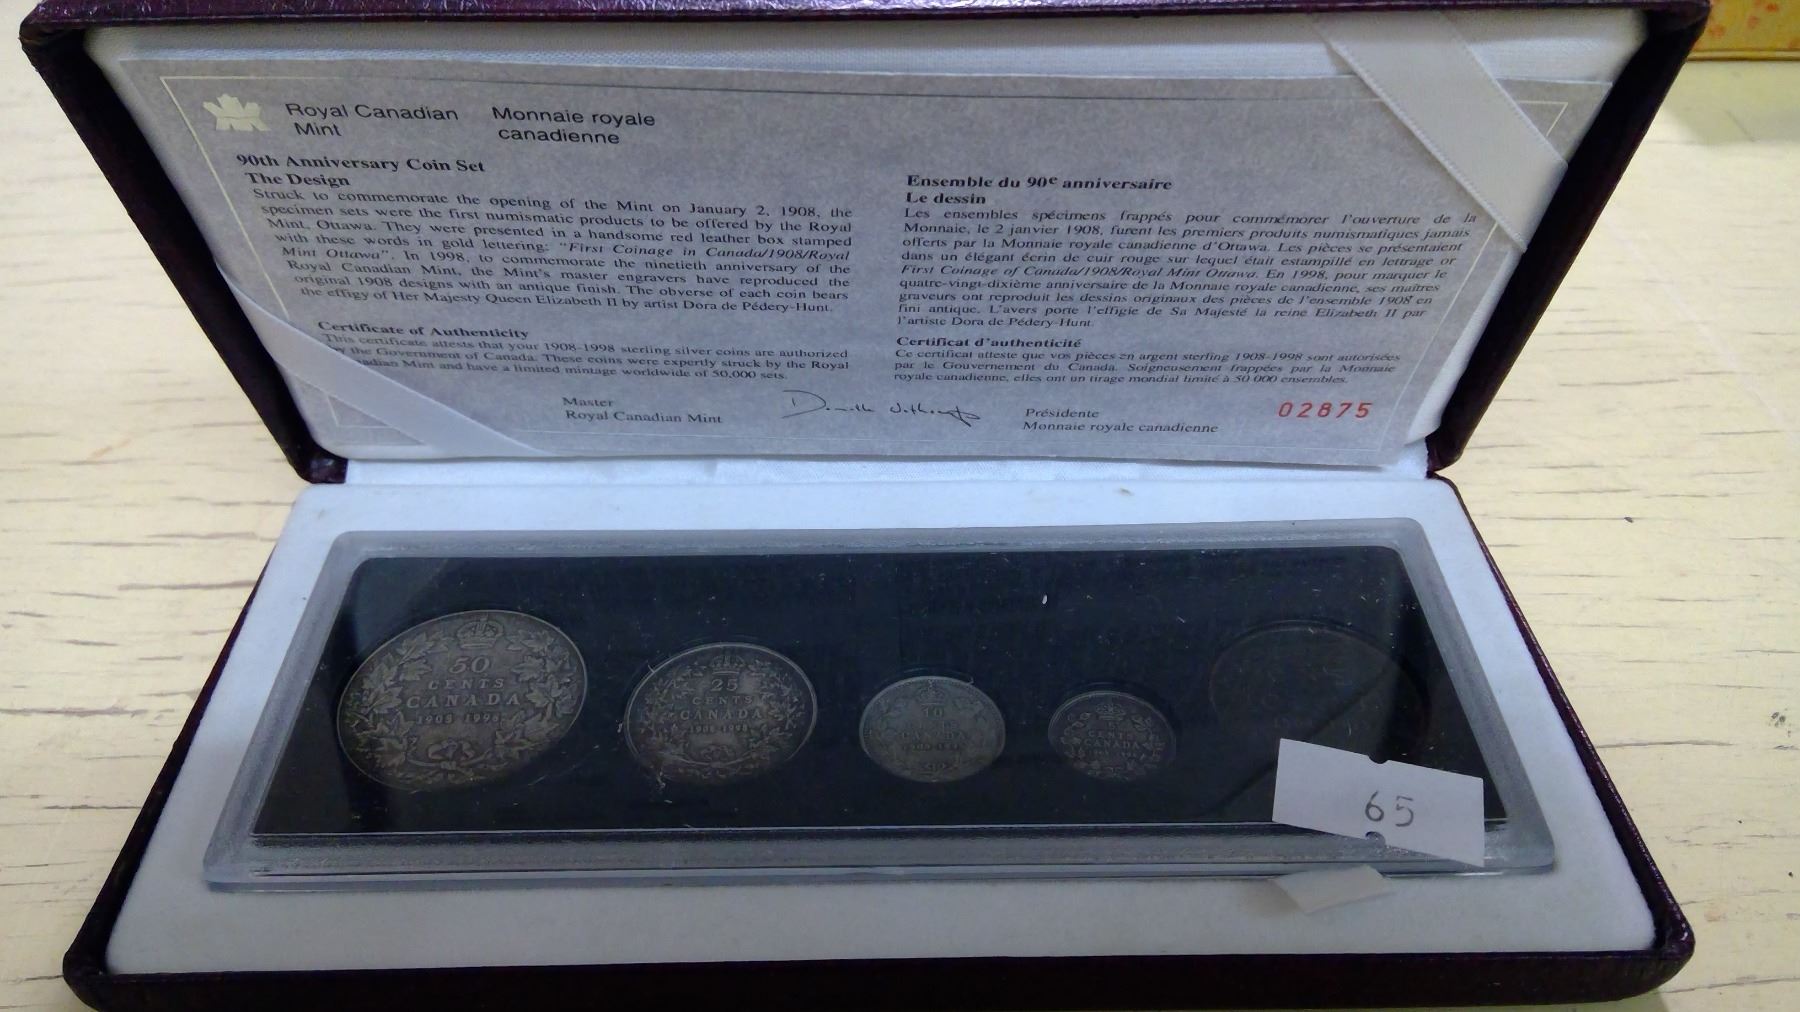 Royal Canadian
Mint
Monnaie royale
canadienne
90th Anniversary Coin Set
The Design
Struck to commemorate the opening of the Mint on January 2, 1908, the
specimen sets were the first numismatic products to be offered by the Royal
Mint, Ottawa. They were presented in a handsome red leather box stamped
with these words in gold lettering: "First Coinage in Canada/1908/Royal
Mint Ottawa". In 1998, to commemorate the ninetieth anniversary of the
Royal Canadian Mint, the Mint's master engravers have reproduced the
original 1908 designs with an antique finish. The obverse of each coin bears
the effigy of Her Majesty Queen Elizabeth II by artist Dora de Pédery-Hunt.
Certificate of Authenticity
This certificate attests that your 1908-1998 sterling silver coins are authorized
by the Government of Canada. These coins were expertly struck by the Royal
Canadian Mint and have a limited mintage worldwide of 50,000 sets.
Ensemble du 90e anniversaire
Le dessin
Les ensembles spécimens frappés pour commémorer l'ouverture de la
Monnaie, le 2 janvier 1908, furent les premiers produits numismatiques jamais
offerts par la Monnaie royale canadienne d'Ottawa. Les pièces se présentaient
dans un élégant écrin de cuir rouge sur lequel était estampillé en lettrage or
First Coinage of Canada/1908/Royal Mint Ottawa. En 1998, pour marquer le
quatre-vingt-dixième anniversaire de la Monnaie royale canadienne, ses maîtres
graveurs ont reproduit les dessins originaux des pièces de l'ensemble 1908 en
fini antique. L'avers porte l'effigie de Sa Majesté la reine Elizabeth II par
l'artiste Dora de Pédery-Hunt.
Certificat d'authenticité
Ce certificat atteste que vos pièces en argent sterling 1908-1998 sont autorisées
par le Gouvernement du Canada. Soigneusement frappées par la Monnaie
royale canadienne, elles ont un tirage mondial limité à 50 000 ensembles.
Master
Royal Canadian Mint
Présidente
Monnaie royale canadienne
02875
50
CENTS
CANADA
1908 1998
25
CENTS
CANADA
1908-1998
10
CENTS
CANADA
CENTS
CANADA
65